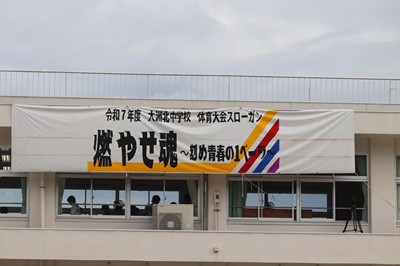 令和7年度 大洲北中学校 体育大会スローガン
燃やせ魂 〜刻め青春の1ページ〜